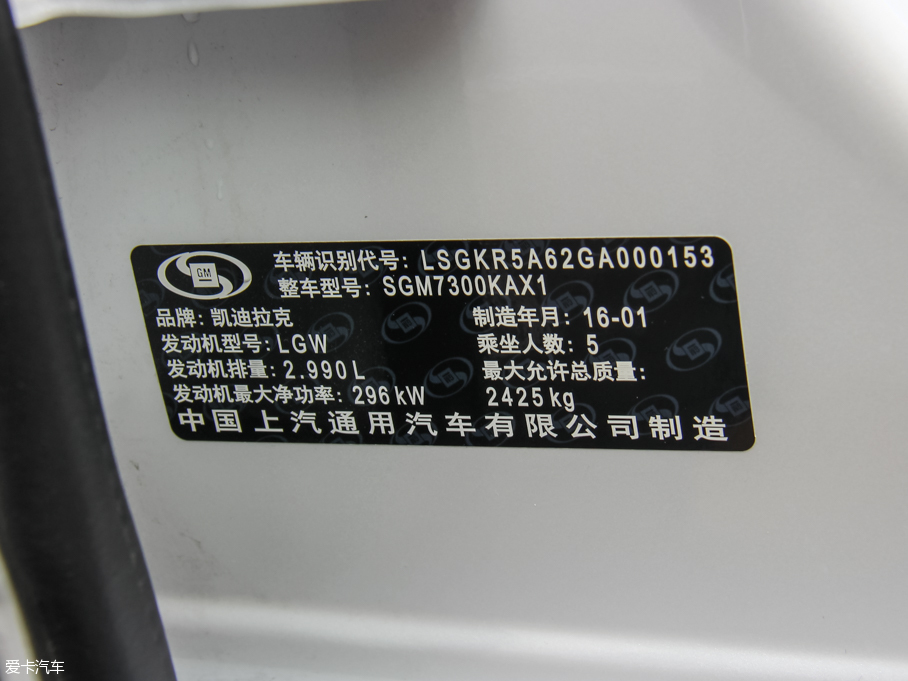 GM
车辆识别代号: LSGKR5A62GA000153
整车型号: SGM7300KAX1
品牌: 凯迪拉克
制造年月: 16-01
发动机型号: LGW
乘坐人数: 5
发动机排量: 2.990L
最大允许总质量:
发动机最大净功率: 296kW
2425kg
中国上汽通用汽车有限公司制造
爱卡汽车